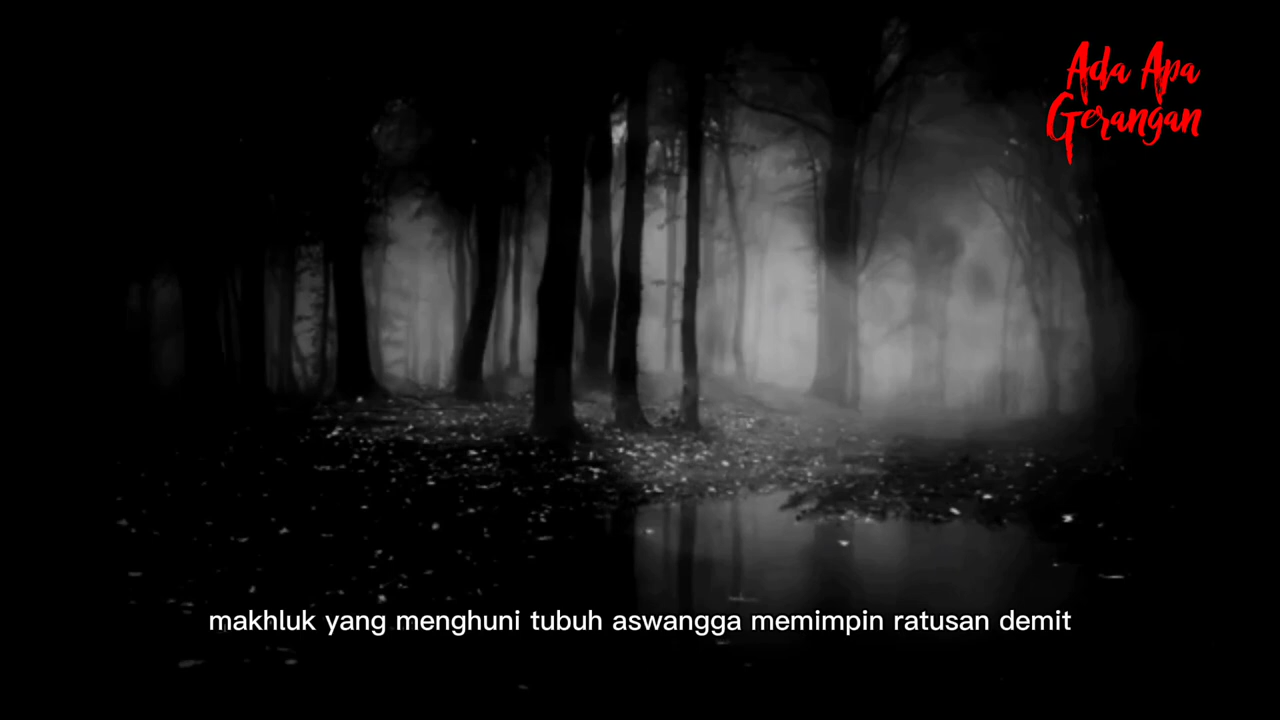 Ada Apa
Gerangan
makhluk yang menghuni tubuh aswangga memimpin ratusan demit